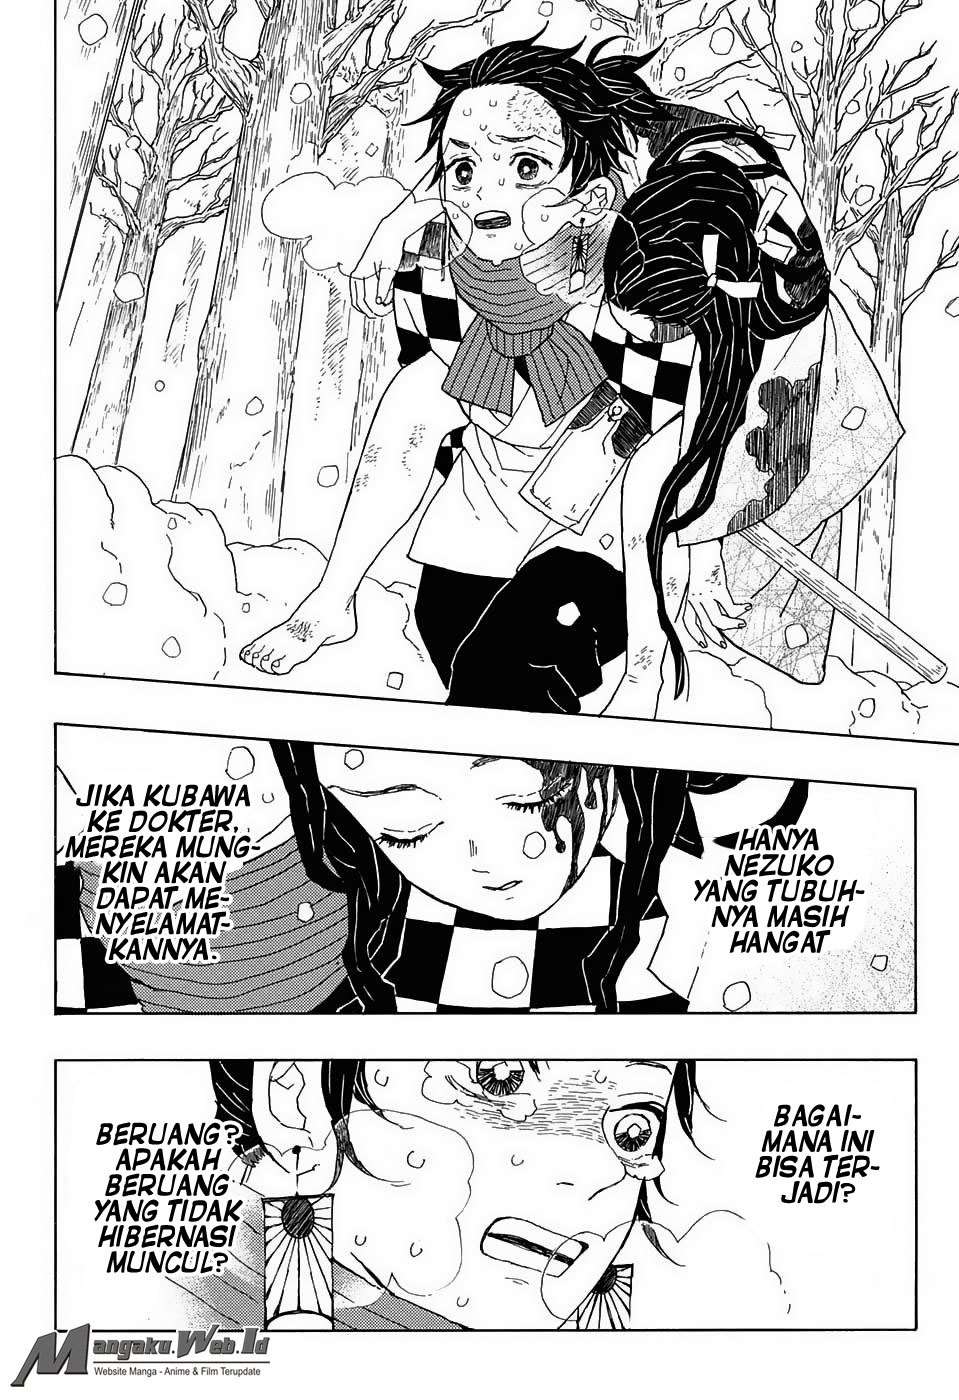 HANYA
NEZUKO
YANG TUBUH-
NYA MASIH
HANGAT
JIKA KUBAWA
KE DOKTER,
MEREKA MUNG-
KIN AKAN
DAPAT ME-
NYELAMAT-
KANNYA.
BAGAI-
MANA INI
BISA TER-
JADI?
BERUANG?
APAKAH
BERUANG
YANG TIDAK
HIBERNASI
MUNCUL?
Mangaku.Web.Id
Website Manga - Anime & Film Terupdate